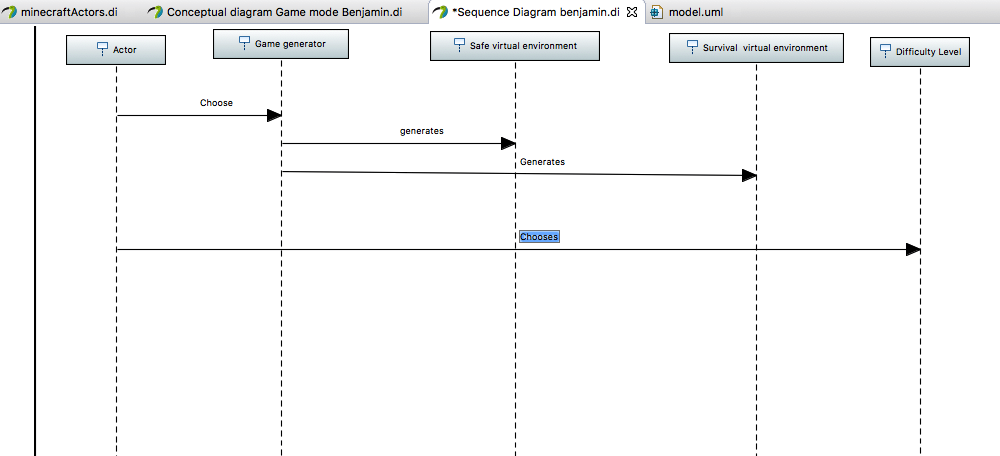 minecraftActors.di
Conceptual diagram Game mode Benjamin.di
*Sequence Diagram benjamin.di
model.uml
Actor
Game generator
Safe virtual environment
Survival virtual environment
Difficulty Level
Choose
generates
Generates
Chooses